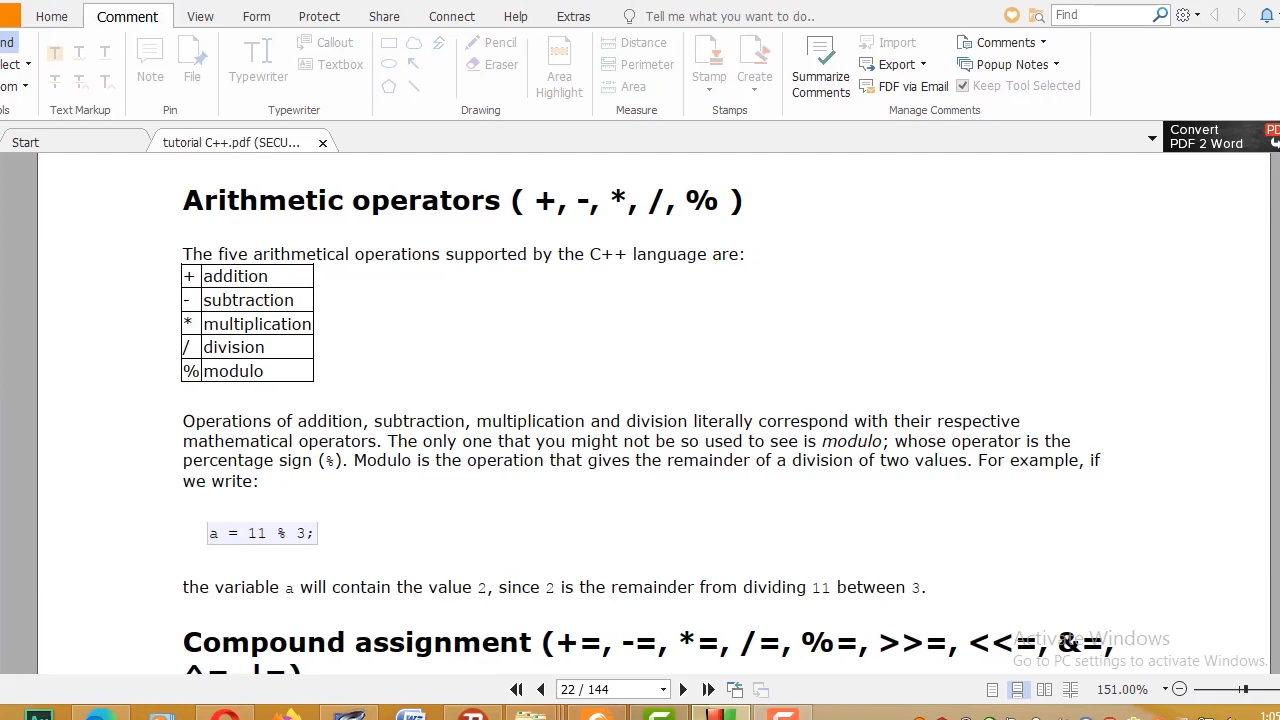 Home Comment View Form Protect Share Connect Help Extras Tell me what you want to do.. Find
nd
lect
om
ols
Text Markup
Note
File
Pin
Typewriter
Callout
Textbox
Typewriter
Pencil
Eraser
Area
Highlight
Drawing
Distance
Perimeter
Area
Measure
Stamp
Create
Stamps
Summarize
Comments
Import
Export
FDF via Email
Comments
Popup Notes
Keep Tool Selected
Manage Comments
Start
tutorial C++.pdf (SECU...
Convert
PDF 2 Word
Arithmetic operators ( +, -, *, /, % )
The five arithmetical operations supported by the C++ language are:
+ addition
- subtraction
* multiplication
/ division
% modulo
Operations of addition, subtraction, multiplication and division literally correspond with their respective
mathematical operators. The only one that you might not be so used to see is modulo; whose operator is the
percentage sign (%). Modulo is the operation that gives the remainder of a division of two values. For example, if
we write:
a = 11 % 3;
the variable a will contain the value 2, since 2 is the remainder from dividing 11 between 3.
Compound assignment (+=, -=, *=, /=, %=, >>=, <<=, &=,
^=, |=)
Activate Windows
Go to PC settings to activate Windows.
22 / 144
151.00%